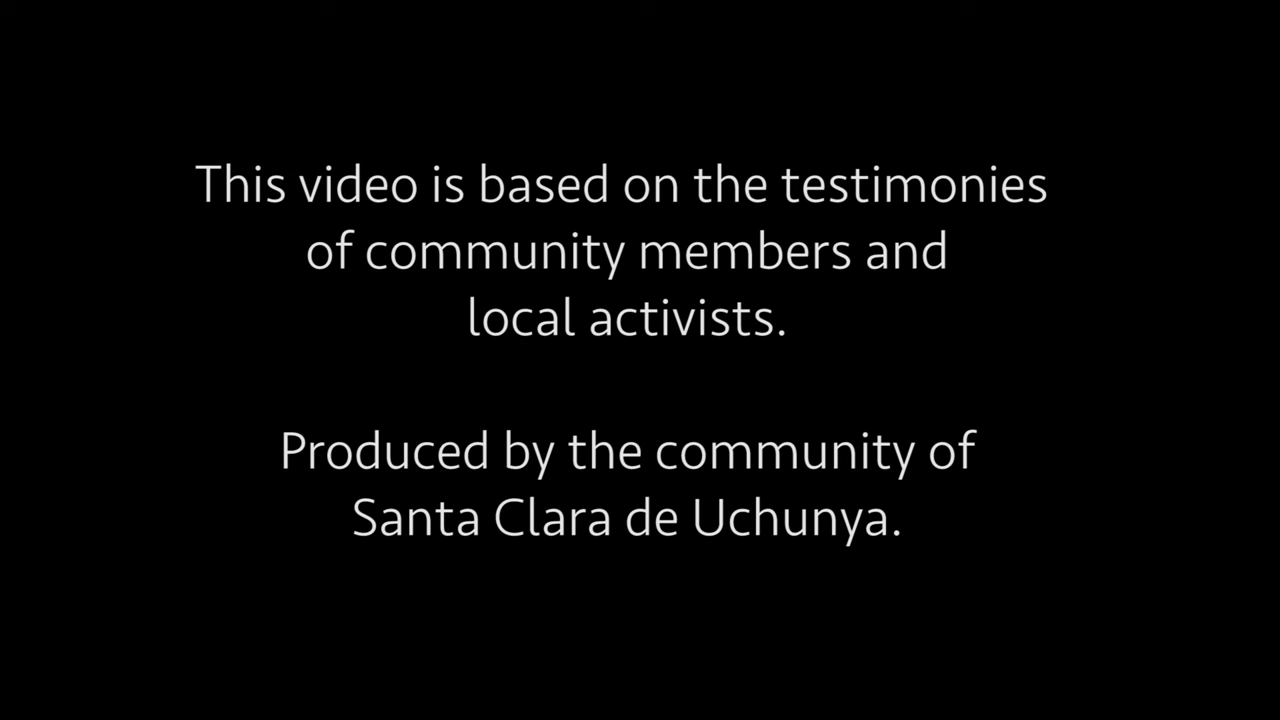 This video is based on the testimonies
of community members and
local activists.
Produced by the community of
Santa Clara de Uchunya.